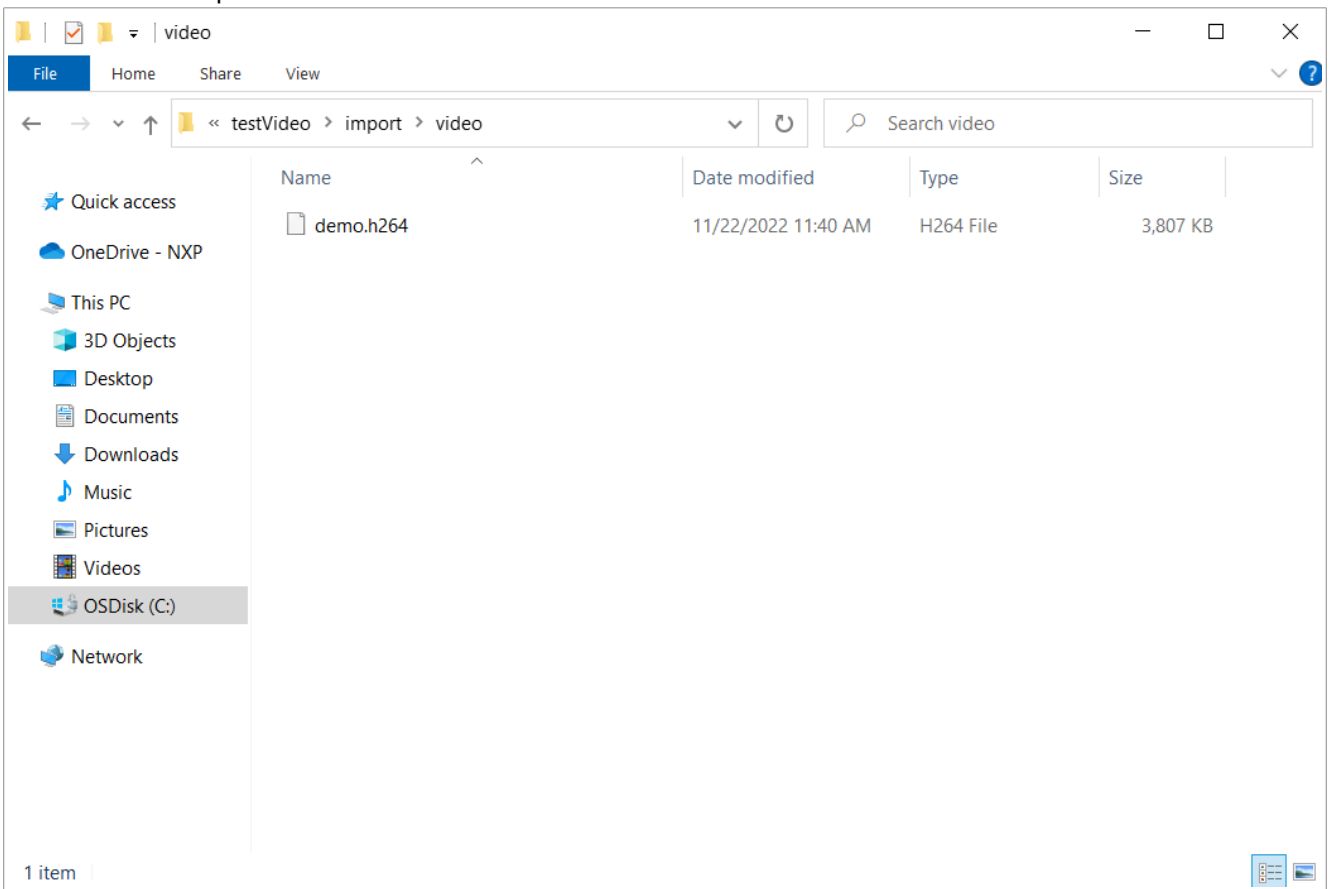 video
File Home Share View ?
« testVideo > import > video Search video
Name Date modified Type Size
demo.h264 11/22/2022 11:40 AM H264 File 3,807 KB
Quick access
OneDrive - NXP
This PC
3D Objects
Desktop
Documents
Downloads
Music
Pictures
Videos
OSDisk (C:)
Network
1 item